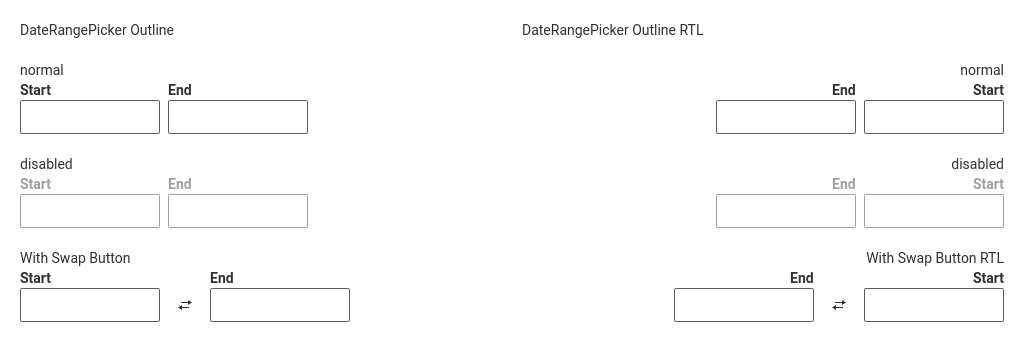 DateRangePicker Outline
normal
Start End
disabled
Start End
With Swap Button
Start End
DateRangePicker Outline RTL
normal
End Start
disabled
End Start
With Swap Button RTL
End Start